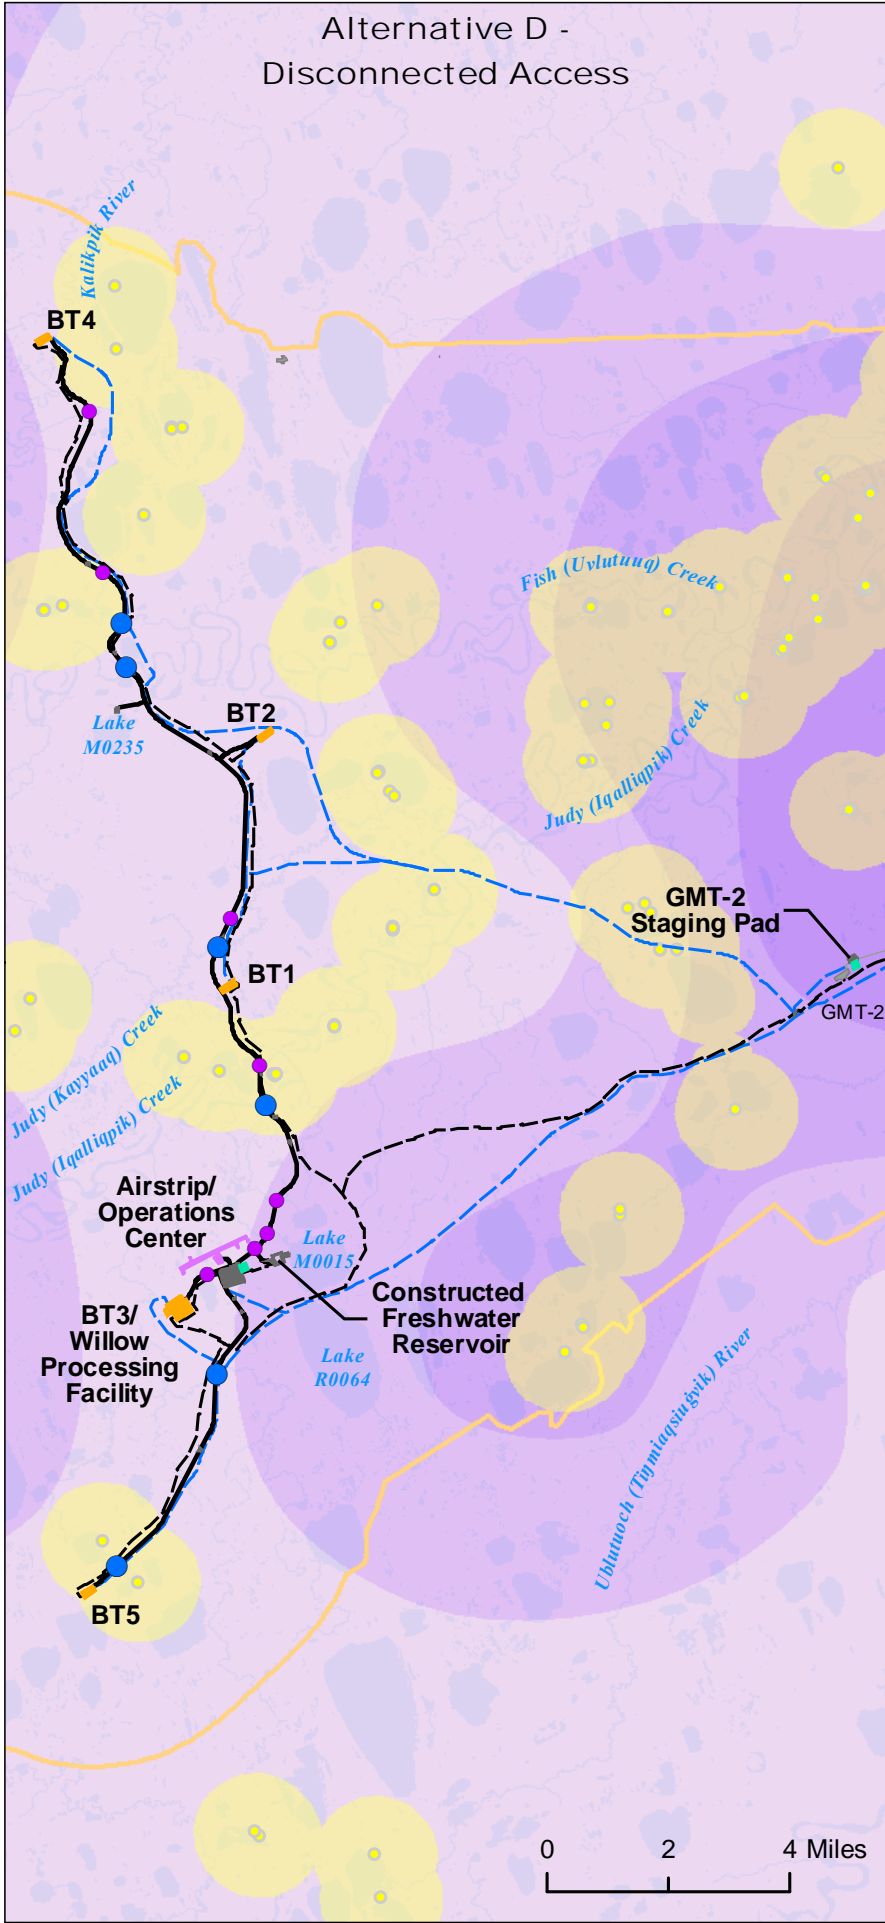 Alternative D -
Disconnected Access
Kalikpik River
BT4
Fish (Uvlutuuq) Creek
BT2
Lake
M0235
Judy (Iqalliqpik) Creek
GMT-2
Staging Pad
BT1
GMT-2
Judy (Kayyaaq) Creek
Judy (Iqalliqpik) Creek
Airstrip/
Operations
Center
Lake
M0015
Constructed
Freshwater
Reservoir
BT3/
Willow
Processing
Facility
Lake
R0064
Ublutuoch (Tiŋmiaqsiuġvik) River
BT5
0 2 4 Miles